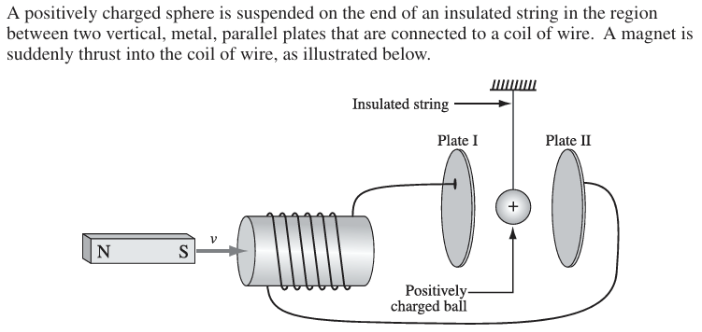 A positively charged sphere is suspended on the end of an insulated string in the region
between two vertical, metal, parallel plates that are connected to a coil of wire. A magnet is
suddenly thrust into the coil of wire, as illustrated below.
Insulated string
Plate I
Plate II
+
v
N
S
Positively-
charged ball